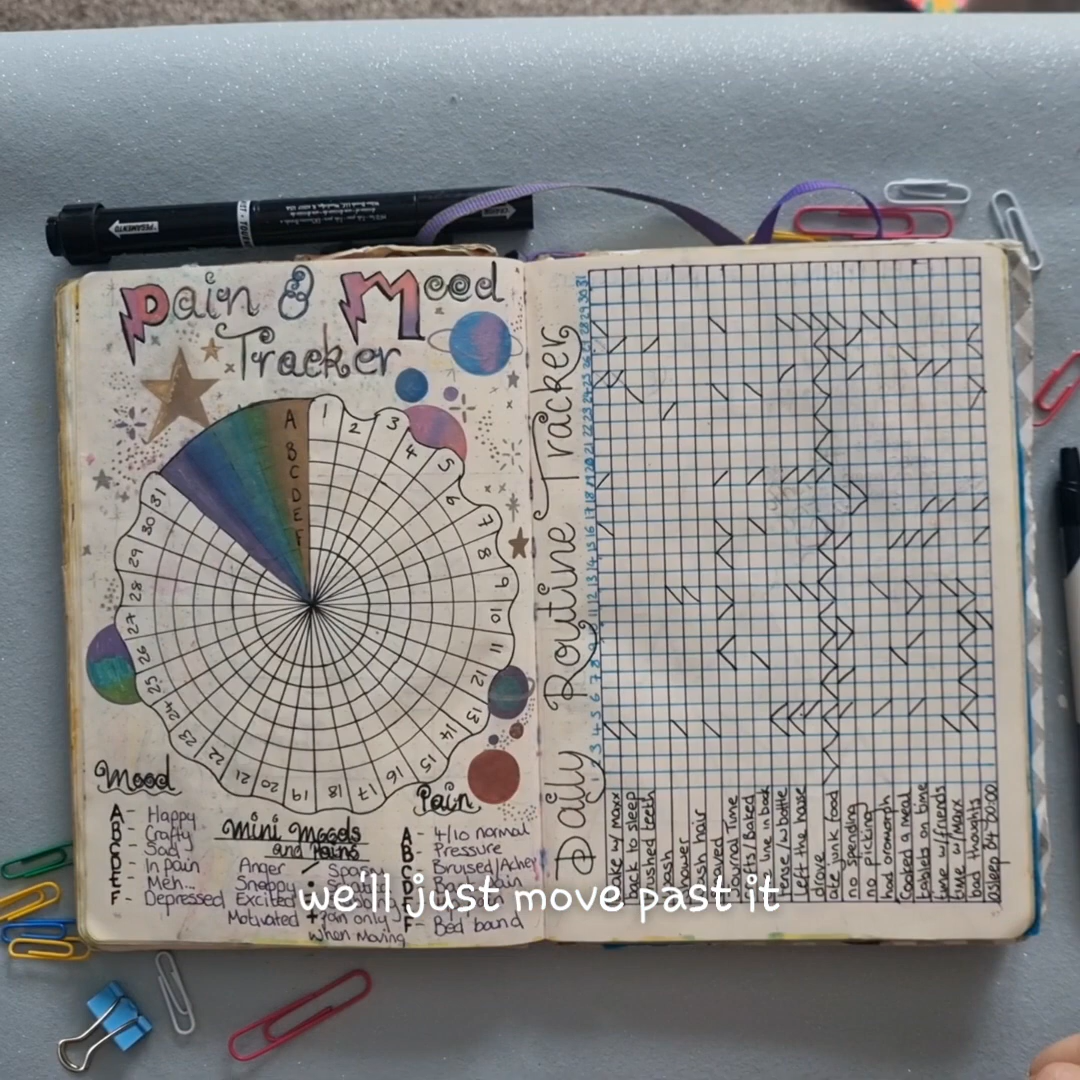 Pain & Mood
Tracker
A
B
C
D
E
F
1
2
3
4
5
6
7
8
9
10
11
12
13
14
15
16
17
18
19
20
21
22
23
24
25
26
27
28
29
30
31
Mood
A - Happy
B - Crafty
C - Sad
D - In pain
E - Meh...
F - Depressed
Mini Moods
and Pains
Anger
Snappy
Excited
Motivated
+ Pain only
when moving
Pain
A - 4/10 normal
B - Pressure
C - Bruised/Achey
F - Bed bound
Daily Routine Tracker
1 2 3 4 5 6 7 8 9 10 11 12 13 14 15 16 17 18 19 20 21 22 23 24 25 26 27 28 29 30 31
back to sleep
brushed teeth
wash hair
Journal Time
left the hosue
drove
ate junk food
no spending
no picking
had dramarth
Cooked a meal
tablets on time
time w/friends
time w/Marx
bad thoughts
asleep B4 00:00
we'll just move past it